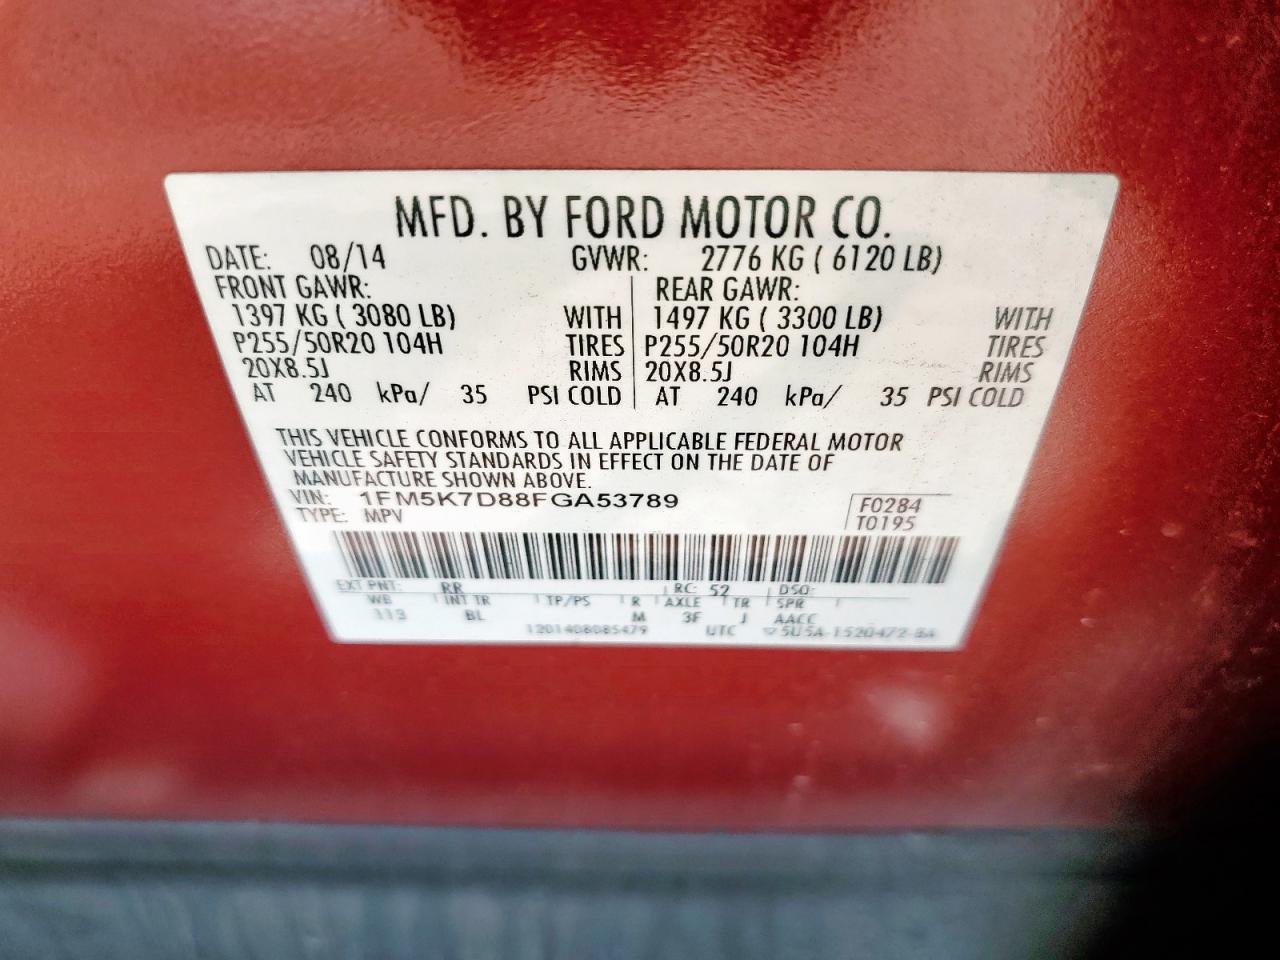 MFD. BY FORD MOTOR CO.
DATE: 08/14 GVWR: 2776 KG ( 6120 LB)
FRONT GAWR: REAR GAWR:
1397 KG ( 3080 LB) WITH 1497 KG ( 3300 LB) WITH
P255/50R20 104H TIRES P255/50R20 104H TIRES
20X8.5J RIMS 20X8.5J RIMS
AT 240 kPa/ 35 PSI COLD AT 240 kPa/ 35 PSI COLD
THIS VEHICLE CONFORMS TO ALL APPLICABLE FEDERAL MOTOR
VEHICLE SAFETY STANDARDS IN EFFECT ON THE DATE OF
MANUFACTURE SHOWN ABOVE.
VIN: 1FM5K7D88FGA53789 F0284
TYPE: MPV T0195
EXT PNT: RR RC: 52 DSO:
WB INT TR TP/PS R AXLE TR SPR
113 BL M 3F J AACC
1201408085479 UTC 5U5A-1520472-BA